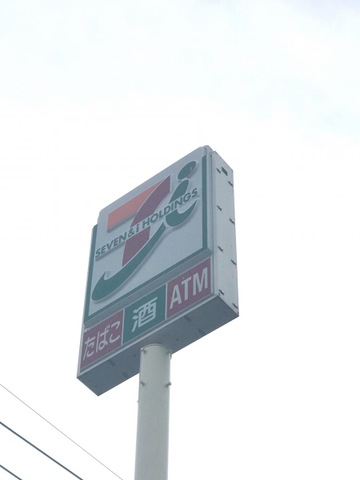 SEVEN&I HOLDINGS
たばこ 酒 ATM